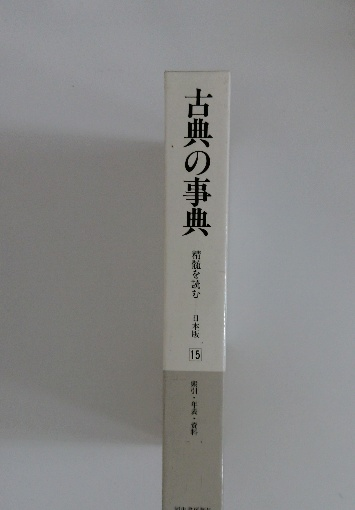 古典の事典
精髄を読む
日本版
15
索引・年表・資料